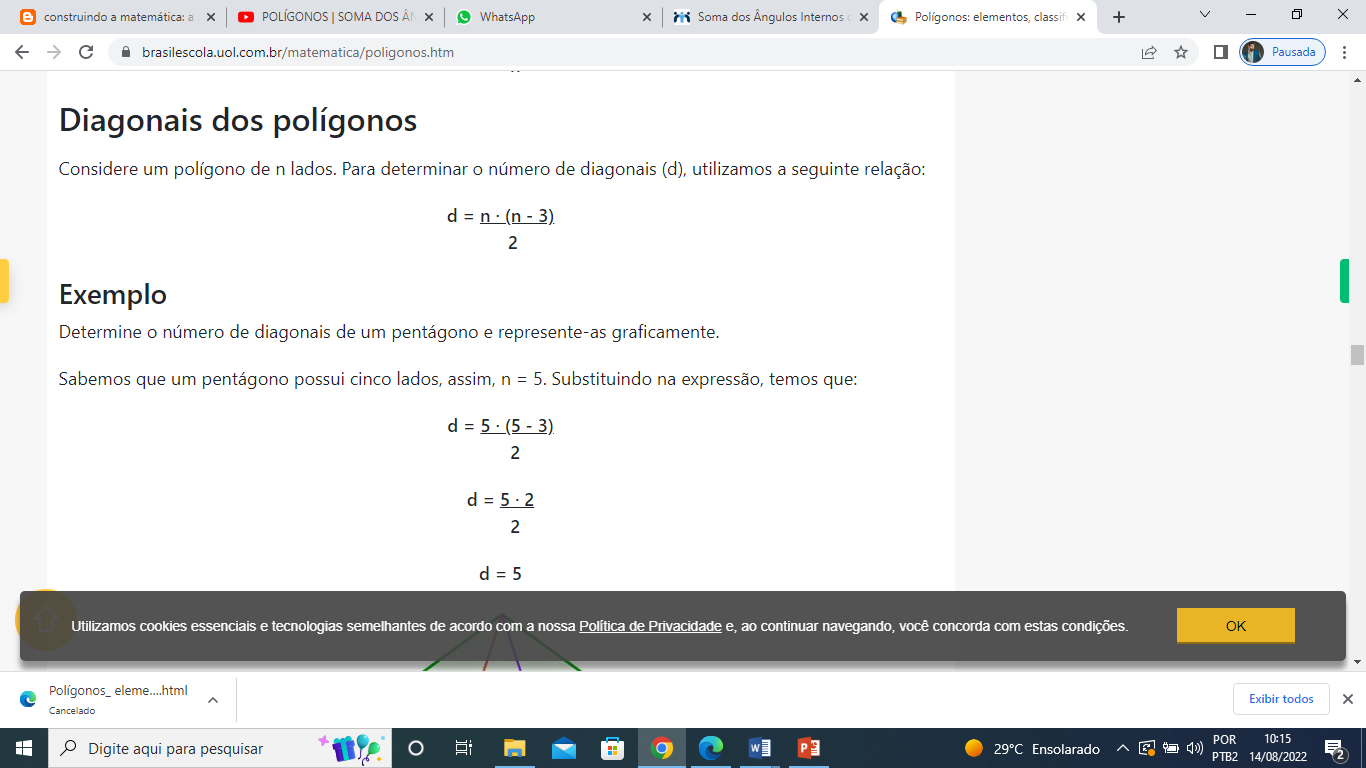 construindo a matemática: a
POLÍGONOS | SOMA DOS ÂN
WhatsApp
Soma dos Ângulos Internos
Polígonos: elementos, classifi
brasilescola.uol.com.br/matematica/poligonos.htm
Pausada
Diagonais dos polígonos
Considere um polígono de n lados. Para determinar o número de diagonais (d), utilizamos a seguinte relação:
d = n · (n - 3)
2
Exemplo
Determine o número de diagonais de um pentágono e represente-as graficamente.
Sabemos que um pentágono possui cinco lados, assim, n = 5. Substituindo na expressão, temos que:
d = 5 · (5 - 3)
2
d = 5 · 2
2
d = 5
Utilizamos cookies essenciais e tecnologias semelhantes de acordo com a nossa Política de Privacidade e, ao continuar navegando, você concorda com estas condições.
OK
Polígonos_ eleme....html
Cancelado
Exibir todos
Digite aqui para pesquisar
29°C Ensolarado
POR
PTB2
10:15
14/08/2022
2